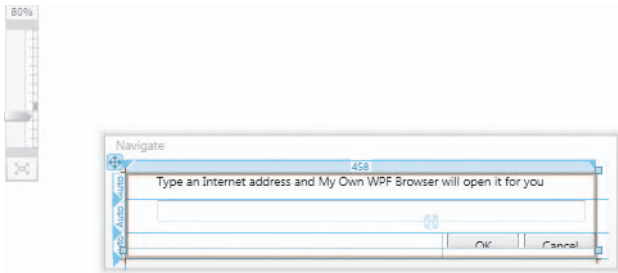 80%
Navigate
458
Type an Internet address and My Own WPF Browser will open it for you
Auto
Auto
OK
Cancel